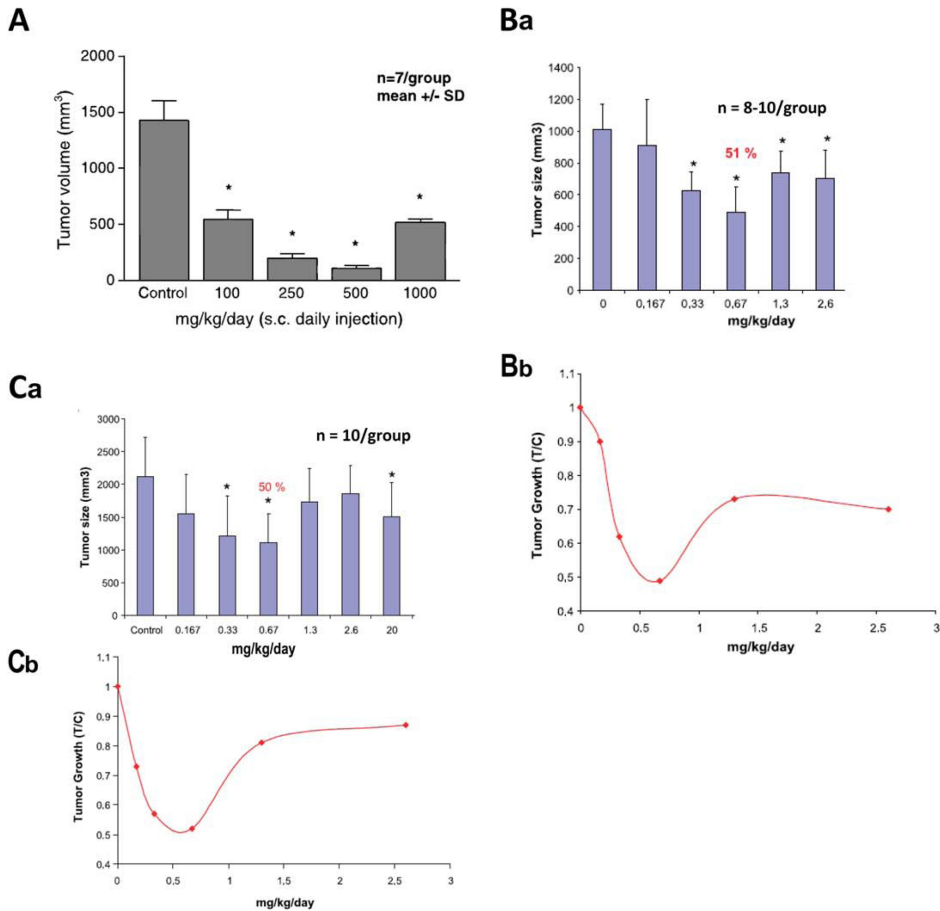 A
2000
1500
1000
500
0
Tumor volume (mm3)
n=7/group
mean +/- SD
*
*
*
*
Control 100 250 500 1000
mg/kg/day (s.c. daily injection)
Ba
1400
1200
1000
800
600
400
200
0
Tumor size (mm3)
n = 8-10/group
51 %
*
*
*
*
0 0,167 0,33 0,67 1,3 2,6
mg/kg/day
Ca
3000
2500
2000
1500
1000
500
0
Tumor size (mm3)
n = 10/group
50 %
*
*
*
Control 0.167 0.33 0.67 1.3 2.6 20
mg/kg/day
Bb
1,1
1
0,9
0,8
0,7
0,6
0,5
0,4
Tumor Growth (T/C)
0 0,5 1 1,5 2 2,5 3
mg/kg/day
Cb
1,1
1
0,9
0,8
0,7
0,6
0,5
0,4
Tumor Growth (T/C)
0 0,5 1 1,5 2 2,5 3
mg/kg/day